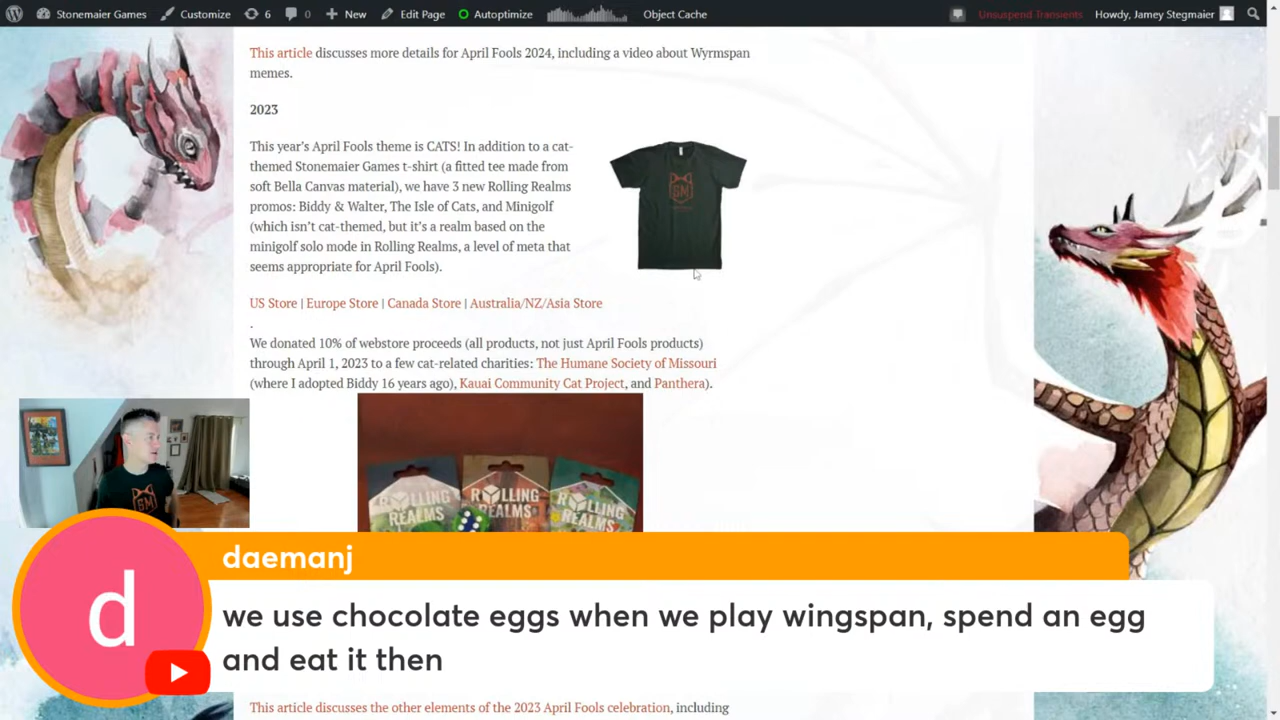 Stonemaier Games
Customize
6
0
New
Edit Page
Autoptimize
Object Cache
Unsuspend Transients
Howdy, Jamey Stegmaier
This article discusses more details for April Fools 2024, including a video about Wyrmspan
memes.
2023
This year's April Fools theme is CATS! In addition to a cat-
themed Stonemaier Games t-shirt (a fitted tee made from
soft Bella Canvas material), we have 3 new Rolling Realms
promos: Biddy & Walter, The Isle of Cats, and Minigolf
(which isn't cat-themed, but it's a realm based on the
minigolf solo mode in Rolling Realms, a level of meta that
seems appropriate for April Fools).
SM
US Store | Europe Store | Canada Store | Australia/NZ/Asia Store
.
We donated 10% of webstore proceeds (all products, not just April Fools products)
through April 1, 2023 to a few cat-related charities: The Humane Society of Missouri
(where I adopted Biddy 16 years ago), Kauai Community Cat Project, and Panthera).
SM
ROLLING
REALMS
ROLLING
REALMS
ROLLING
REALMS
d
daemanj
we use chocolate eggs when we play wingspan, spend an egg
and eat it then
This article discusses the other elements of the 2023 April Fools celebration, including